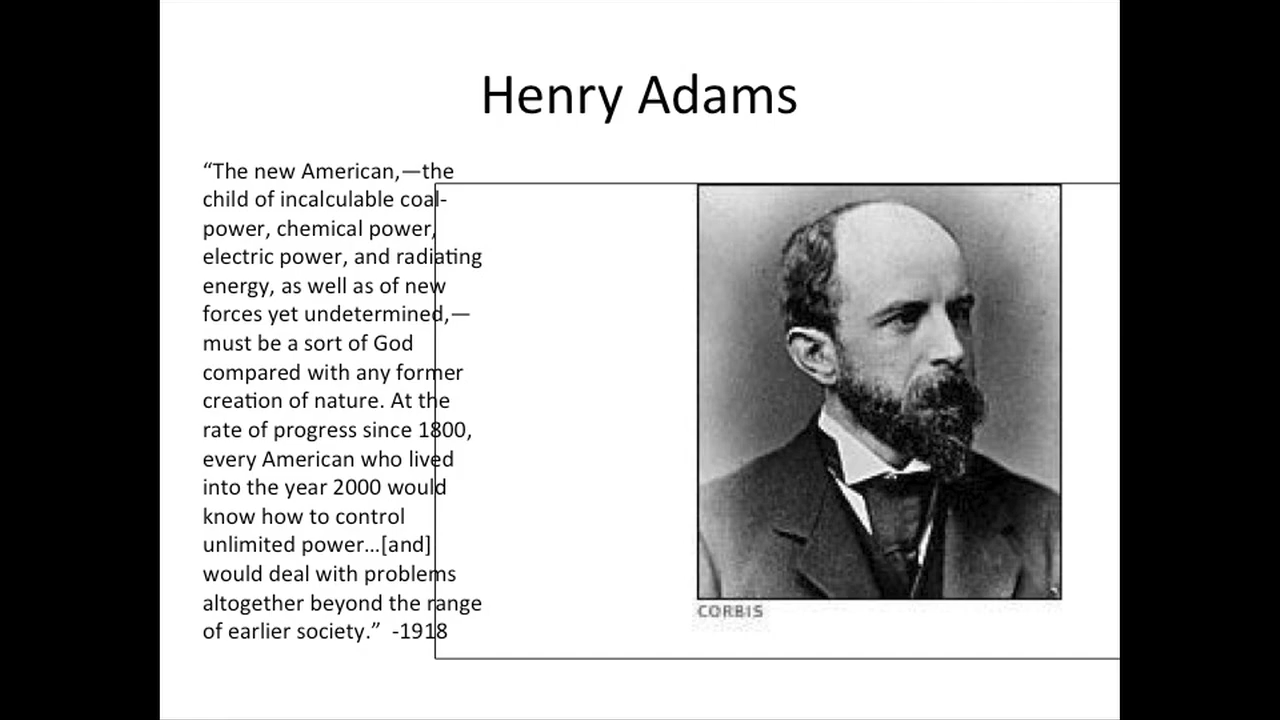 Henry Adams
“The new American,—the
child of incalculable coal-
power, chemical power,
electric power, and radiating
energy, as well as of new
forces yet undetermined,—
must be a sort of God
compared with any former
creation of nature. At the
rate of progress since 1800,
every American who lived
into the year 2000 would
know how to control
unlimited power…[and]
would deal with problems
altogether beyond the range
of earlier society.”  -1918
CORBIS